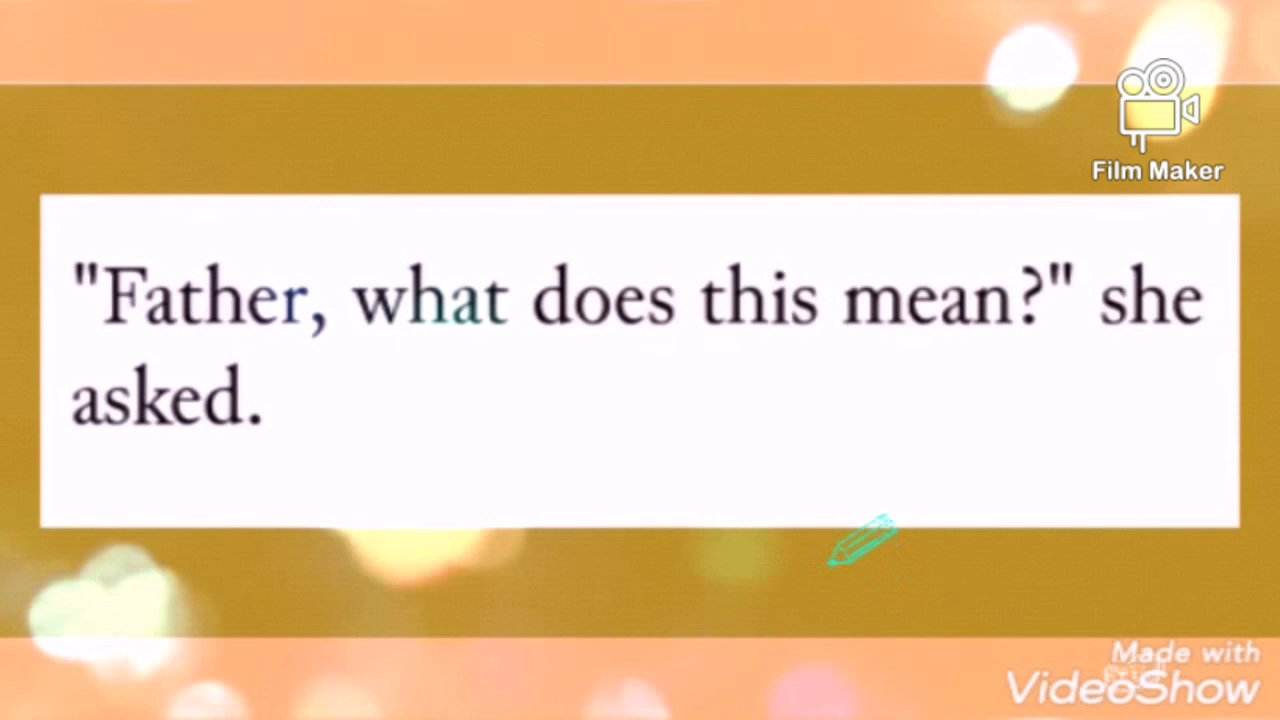 Film Maker
"Father, what does this mean?" she
asked.
Made with
VideoShow